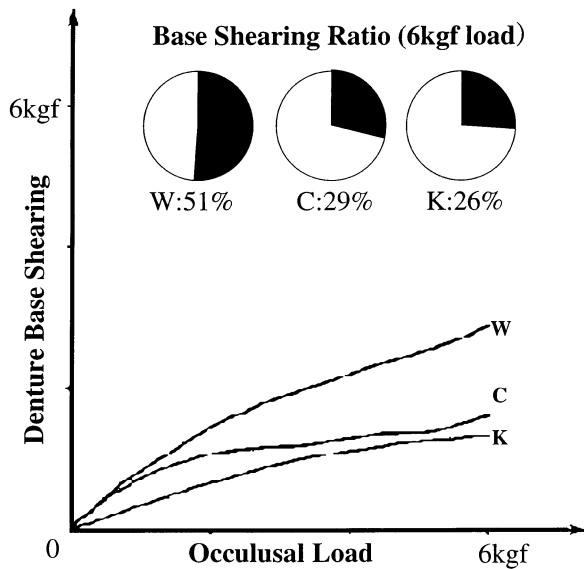 Base Shearing Ratio (6kgf load)
6kgf
W:51%
C:29%
K:26%
Denture Base Shearing
W
C
K
0
Occulusal Load
6kgf